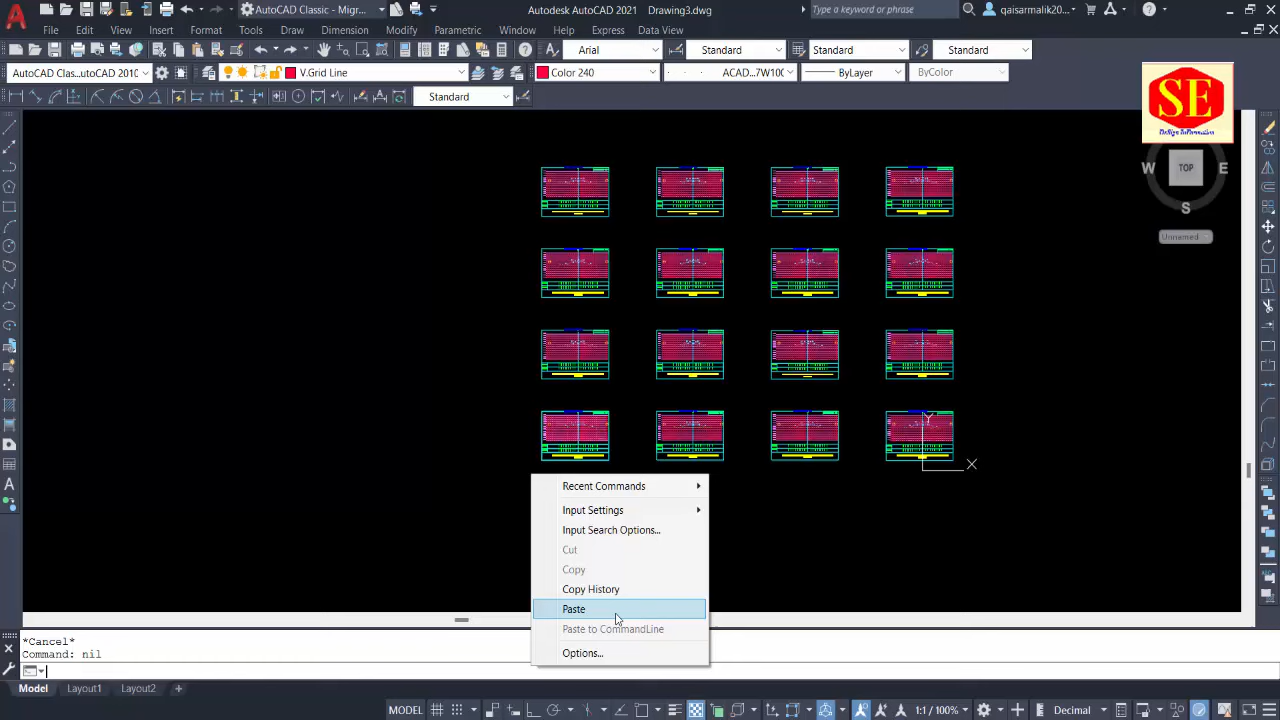 AutoCAD Classic - Migr...
Autodesk AutoCAD 2021 Drawing3.dwg
Type a keyword or phrase
qaisarmalik20...
File Edit View Insert Format Tools Draw Dimension Modify Parametric Window Help Express Data View
Arial Standard Standard Standard
AutoCAD Clas...utoCAD 2010 V.Grid Line Color 240 ACAD...7W100 ByLayer ByColor
Standard
SE
DeSign InFormation
W TOP E
S
Unnamed
Y
X
Recent Commands
Input Settings
Input Search Options...
Cut
Copy
Copy History
Paste
Paste to CommandLine
Options...
*Cancel*
Command: nil
Model Layout1 Layout2 +
MODEL 1:1 / 100% Decimal